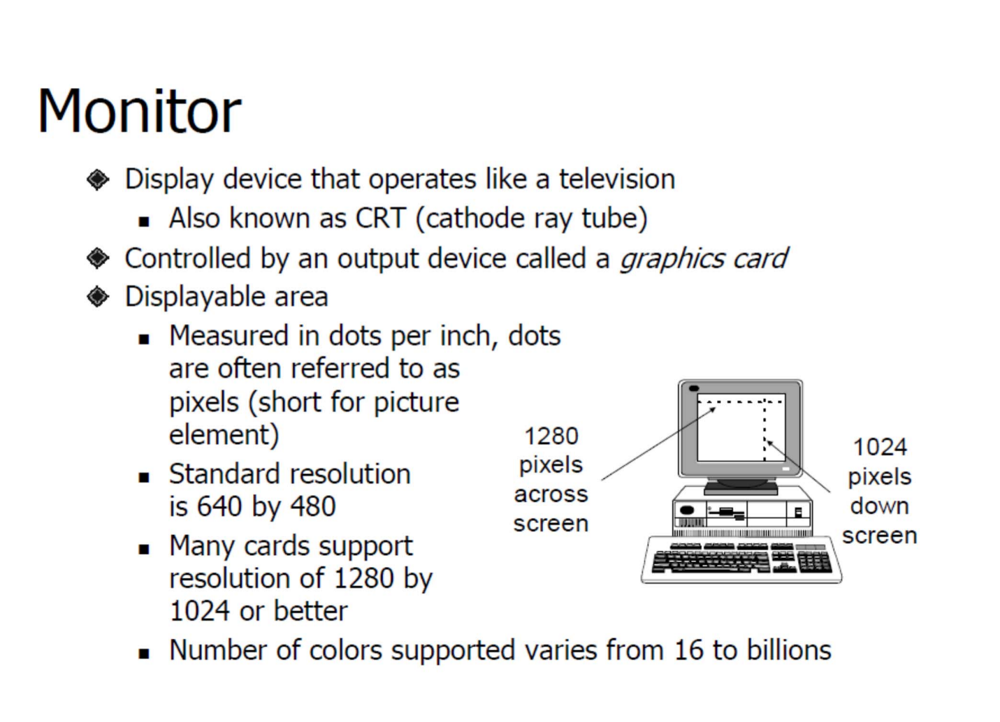 Monitor
Display device that operates like a television
Also known as CRT (cathode ray tube)
Controlled by an output device called a graphics card
Displayable area
Measured in dots per inch, dots
are often referred to as
pixels (short for picture
element)
Standard resolution
is 640 by 480
Many cards support
resolution of 1280 by
1024 or better
Number of colors supported varies from 16 to billions
1280
pixels
across
screen
1024
pixels
down
screen